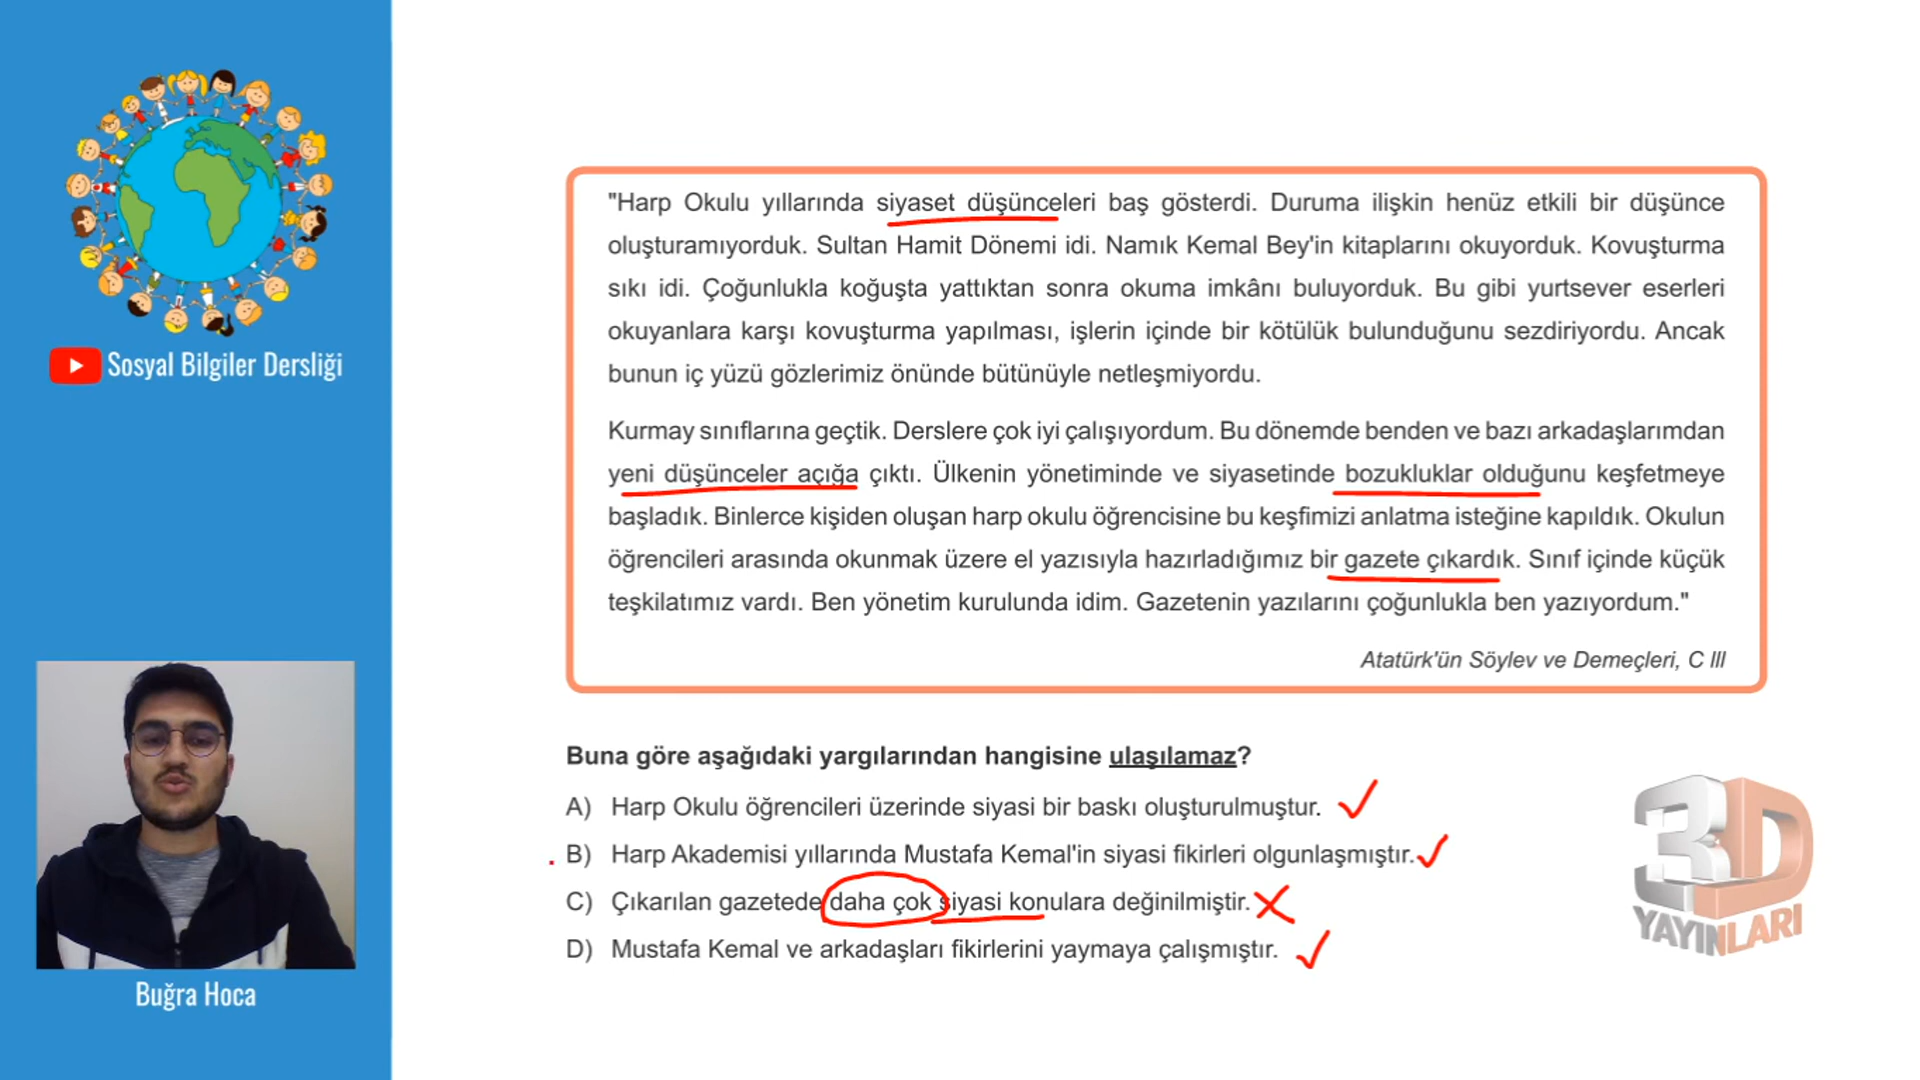 Sosyal Bilgiler Dersliği
Buğra Hoca
"Harp Okulu yıllarında siyaset düşünceleri baş gösterdi. Duruma ilişkin henüz etkili bir düşünce
oluşturamıyorduk. Sultan Hamit Dönemi idi. Namık Kemal Bey'in kitaplarını okuyorduk. Kovuşturma
sıkı idi. Çoğunlukla koğuşta yattıktan sonra okuma imkânı buluyorduk. Bu gibi yurtsever eserleri
okuyanlara karşı kovuşturma yapılması, işlerin içinde bir kötülük bulunduğunu sezdiriyordu. Ancak
bunun iç yüzü gözlerimiz önünde bütünüyle netleşmiyordu.
Kurmay sınıflarına geçtik. Derslere çok iyi çalışıyordum. Bu dönemde benden ve bazı arkadaşlarımdan
yeni düşünceler açığa çıktı. Ülkenin yönetiminde ve siyasetinde bozukluklar olduğunu keşfetmeye
başladık. Binlerce kişiden oluşan harp okulu öğrencisine bu keşfimizi anlatma isteğine kapıldık. Okulun
öğrencileri arasında okunmak üzere el yazısıyla hazırladığımız bir gazete çıkardık. Sınıf içinde küçük
teşkilatımız vardı. Ben yönetim kurulunda idim. Gazetenin yazılarını çoğunlukla ben yazıyordum."
Atatürk'ün Söylev ve Demeçleri, C III
Buna göre aşağıdaki yargılarından hangisine ulaşılamaz?
A) Harp Okulu öğrencileri üzerinde siyasi bir baskı oluşturulmuştur.
B) Harp Akademisi yıllarında Mustafa Kemal'in siyasi fikirleri olgunlaşmıştır.
C) Çıkarılan gazetede daha çok siyasi konulara değinilmiştir.
D) Mustafa Kemal ve arkadaşları fikirlerini yaymaya çalışmıştır.
3D
YAYINLARI